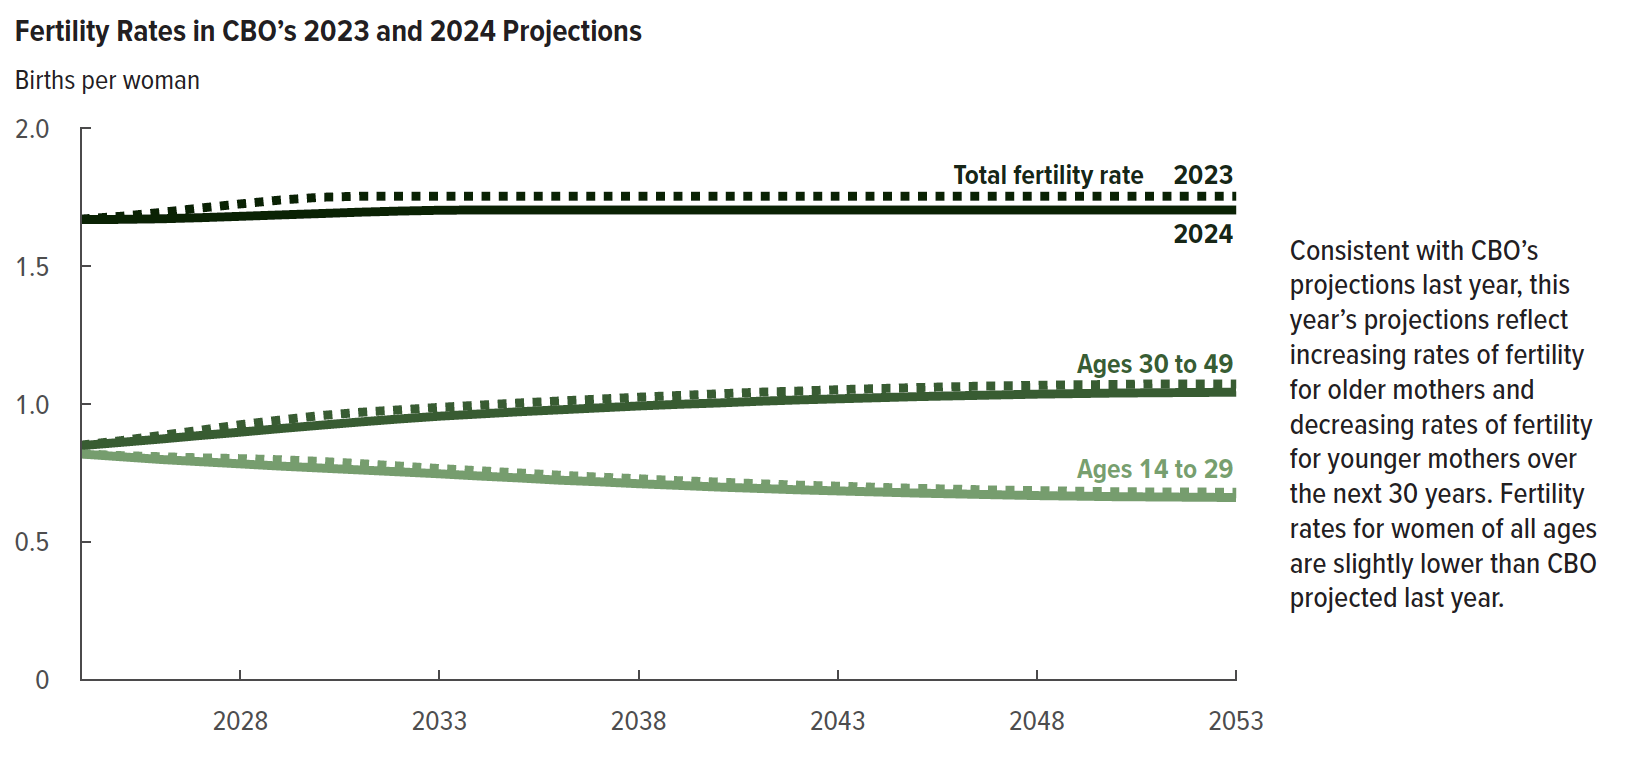 Fertility Rates in CBO’s 2023 and 2024 Projections
Births per woman
2.0
Total fertility rate 2023
2024
1.5
Ages 30 to 49
1.0
Ages 14 to 29
0.5
0
2028 2033 2038 2043 2048 2053
Consistent with CBO’s
projections last year, this
year’s projections reflect
increasing rates of fertility
for older mothers and
decreasing rates of fertility
for younger mothers over
the next 30 years. Fertility
rates for women of all ages
are slightly lower than CBO
projected last year.